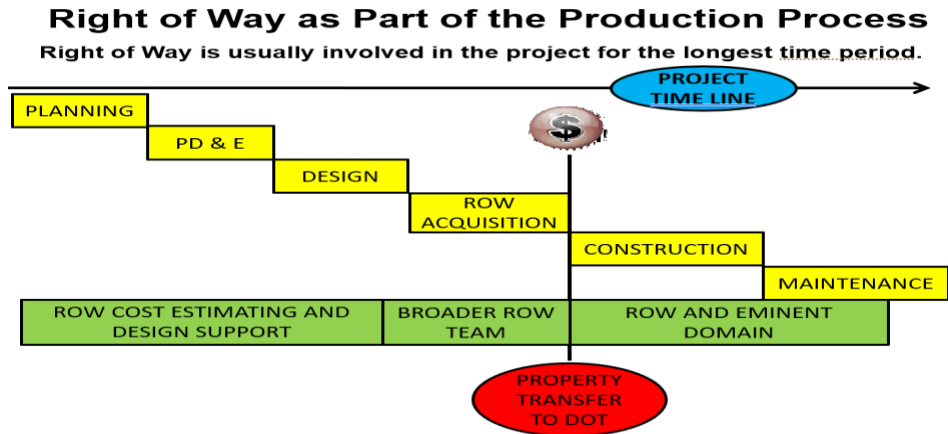 Right of Way as Part of the Production Process
Right of Way is usually involved in the project for the longest time period.
PROJECT
TIME LINE
PLANNING
$
PD & E
DESIGN
ROW
ACQUISITION
CONSTRUCTION
MAINTENANCE
ROW COST ESTIMATING AND
DESIGN SUPPORT
BROADER ROW
TEAM
ROW AND EMINENT
DOMAIN
PROPERTY
TRANSFER
TO DOT